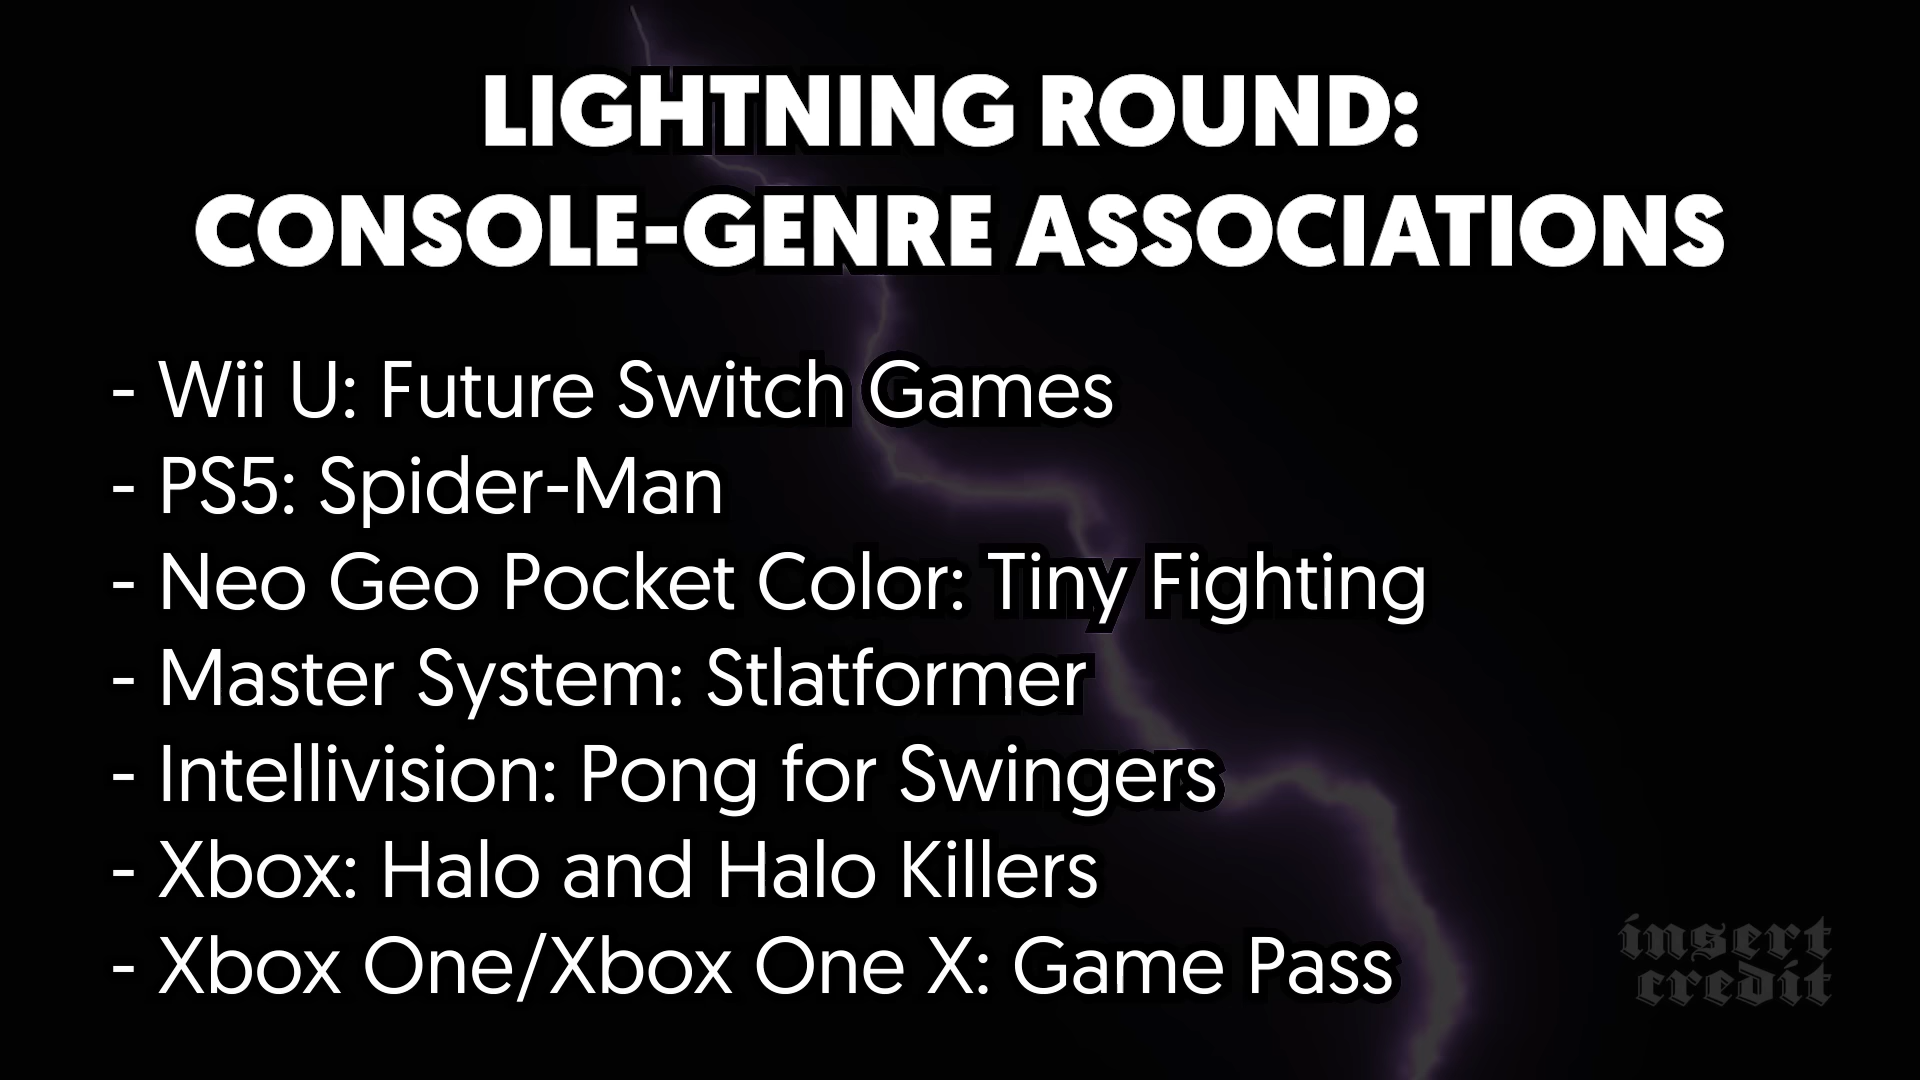 LIGHTNING ROUND:
CONSOLE-GENRE ASSOCIATIONS
- Wii U: Future Switch Games
- PS5: Spider-Man
- Neo Geo Pocket Color: Tiny Fighting
- Master System: Stlatformer
- Intellivision: Pong for Swingers
- Xbox: Halo and Halo Killers
- Xbox One/Xbox One X: Game Pass
insert
credit